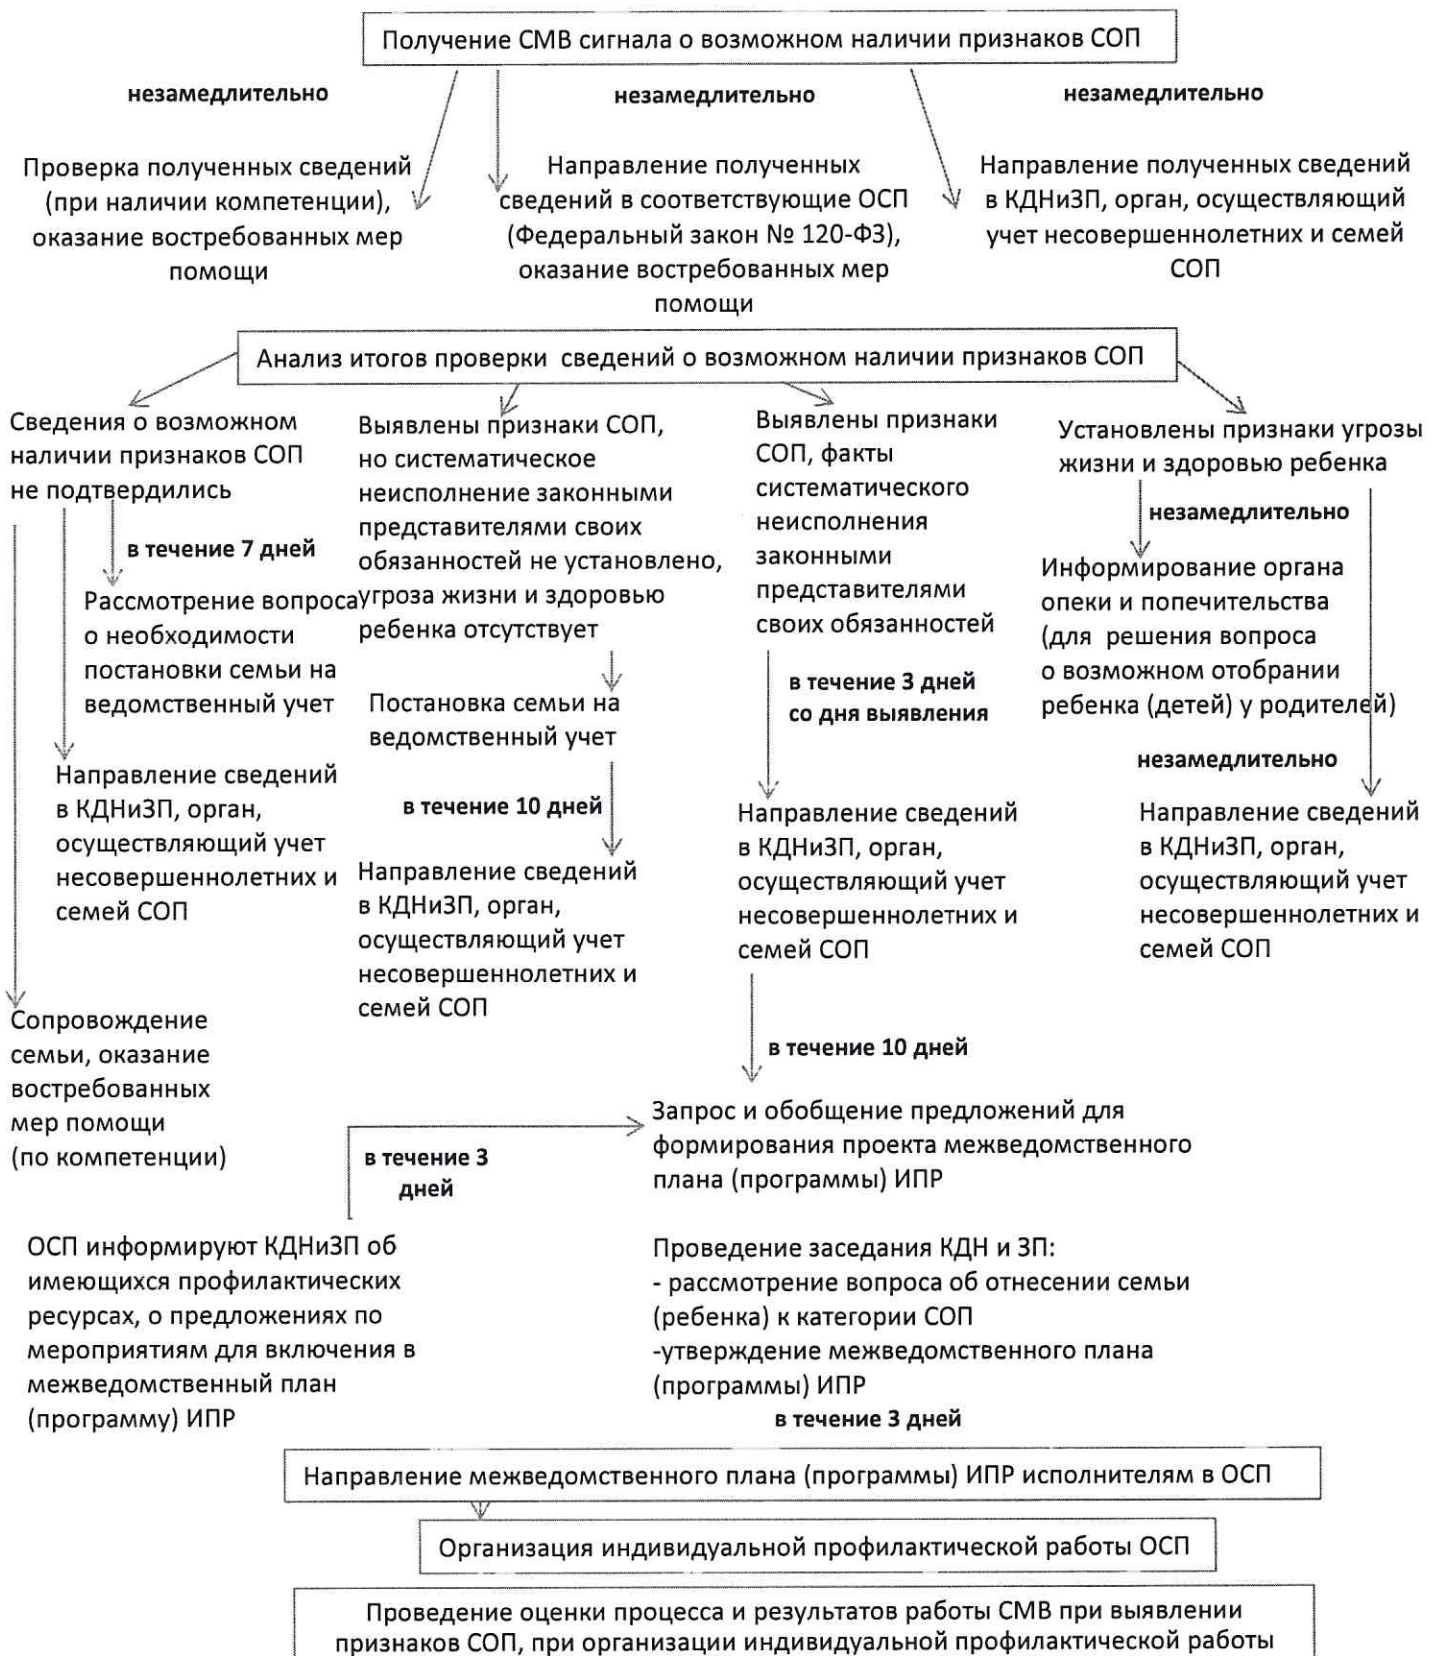 Получение СМВ сигнала о возможном наличии признаков СОП
незамедлительно
незамедлительно
незамедлительно
Проверка полученных сведений
(при наличии компетенции),
оказание востребованных мер
помощи
Направление полученных
сведений в соответствующие ОСП
(Федеральный закон № 120-ФЗ),
оказание востребованных мер
помощи
Направление полученных сведений
в КДНиЗП, орган, осуществляющий
учет несовершеннолетних и семей
СОП
Анализ итогов проверки сведений о возможном наличии признаков СОП
Сведения о возможном
наличии признаков СОП
не подтвердились
в течение 7 дней
Рассмотрение вопроса
о необходимости
постановки семьи на
ведомственный учет
Направление сведений
в КДНиЗП, орган,
осуществляющий учет
несовершеннолетних и
семей СОП
Сопровождение
семьи, оказание
востребованных
мер помощи
(по компетенции)
Выявлены признаки СОП,
но систематическое
неисполнение законными
представителями своих
обязанностей не установлено,
угроза жизни и здоровью
ребенка отсутствует
Постановка семьи на
ведомственный учет
в течение 10 дней
Направление сведений
в КДНиЗП, орган,
осуществляющий учет
несовершеннолетних и
семей СОП
Выявлены признаки
СОП, факты
систематического
неисполнения
законными
представителями
своих обязанностей
в течение 3 дней
со дня выявления
Направление сведений
в КДНиЗП, орган,
осуществляющий учет
несовершеннолетних и
семей СОП
в течение 10 дней
Установлены признаки угрозы
жизни и здоровью ребенка
незамедлительно
Информирование органа
опеки и попечительства
(для решения вопроса
о возможном отобрании
ребенка (детей) у родителей)
незамедлительно
Направление сведений
в КДНиЗП, орган,
осуществляющий учет
несовершеннолетних и
семей СОП
Запрос и обобщение предложений для
формирования проекта межведомственного
плана (программы) ИПР
в течение 3
дней
ОСП информируют КДНиЗП об
имеющихся профилактических
ресурсах, о предложениях по
мероприятиям для включения в
межведомственный план
(программу) ИПР
Проведение заседания КДН и ЗП:
- рассмотрение вопроса об отнесении семьи
(ребенка) к категории СОП
-утверждение межведомственного плана
(программы) ИПР
в течение 3 дней
Направление межведомственного плана (программы) ИПР исполнителям в ОСП
Организация индивидуальной профилактической работы ОСП
Проведение оценки процесса и результатов работы СМВ при выявлении
признаков СОП, при организации индивидуальной профилактической работы